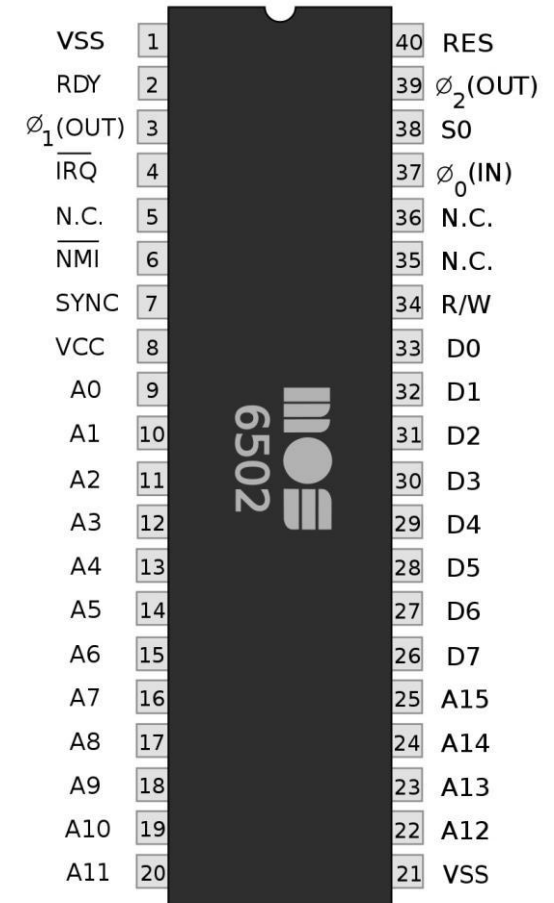 VSS 1 40 RES
RDY 2 39 ∅₂(OUT)
∅₁(OUT) 3 38 S0
I̅R̅Q̅ 4 37 ∅₀(IN)
N.C. 5 36 N.C.
N̅M̅I̅ 6 35 N.C.
SYNC 7 34 R/W
VCC 8 33 D0
A0 9 32 D1
A1 10 31 D2
A2 11 30 D3
A3 12 29 D4
A4 13 28 D5
A5 14 27 D6
A6 15 26 D7
A7 16 25 A15
A8 17 24 A14
A9 18 23 A13
A10 19 22 A12
A11 20 21 VSS
mos
6502